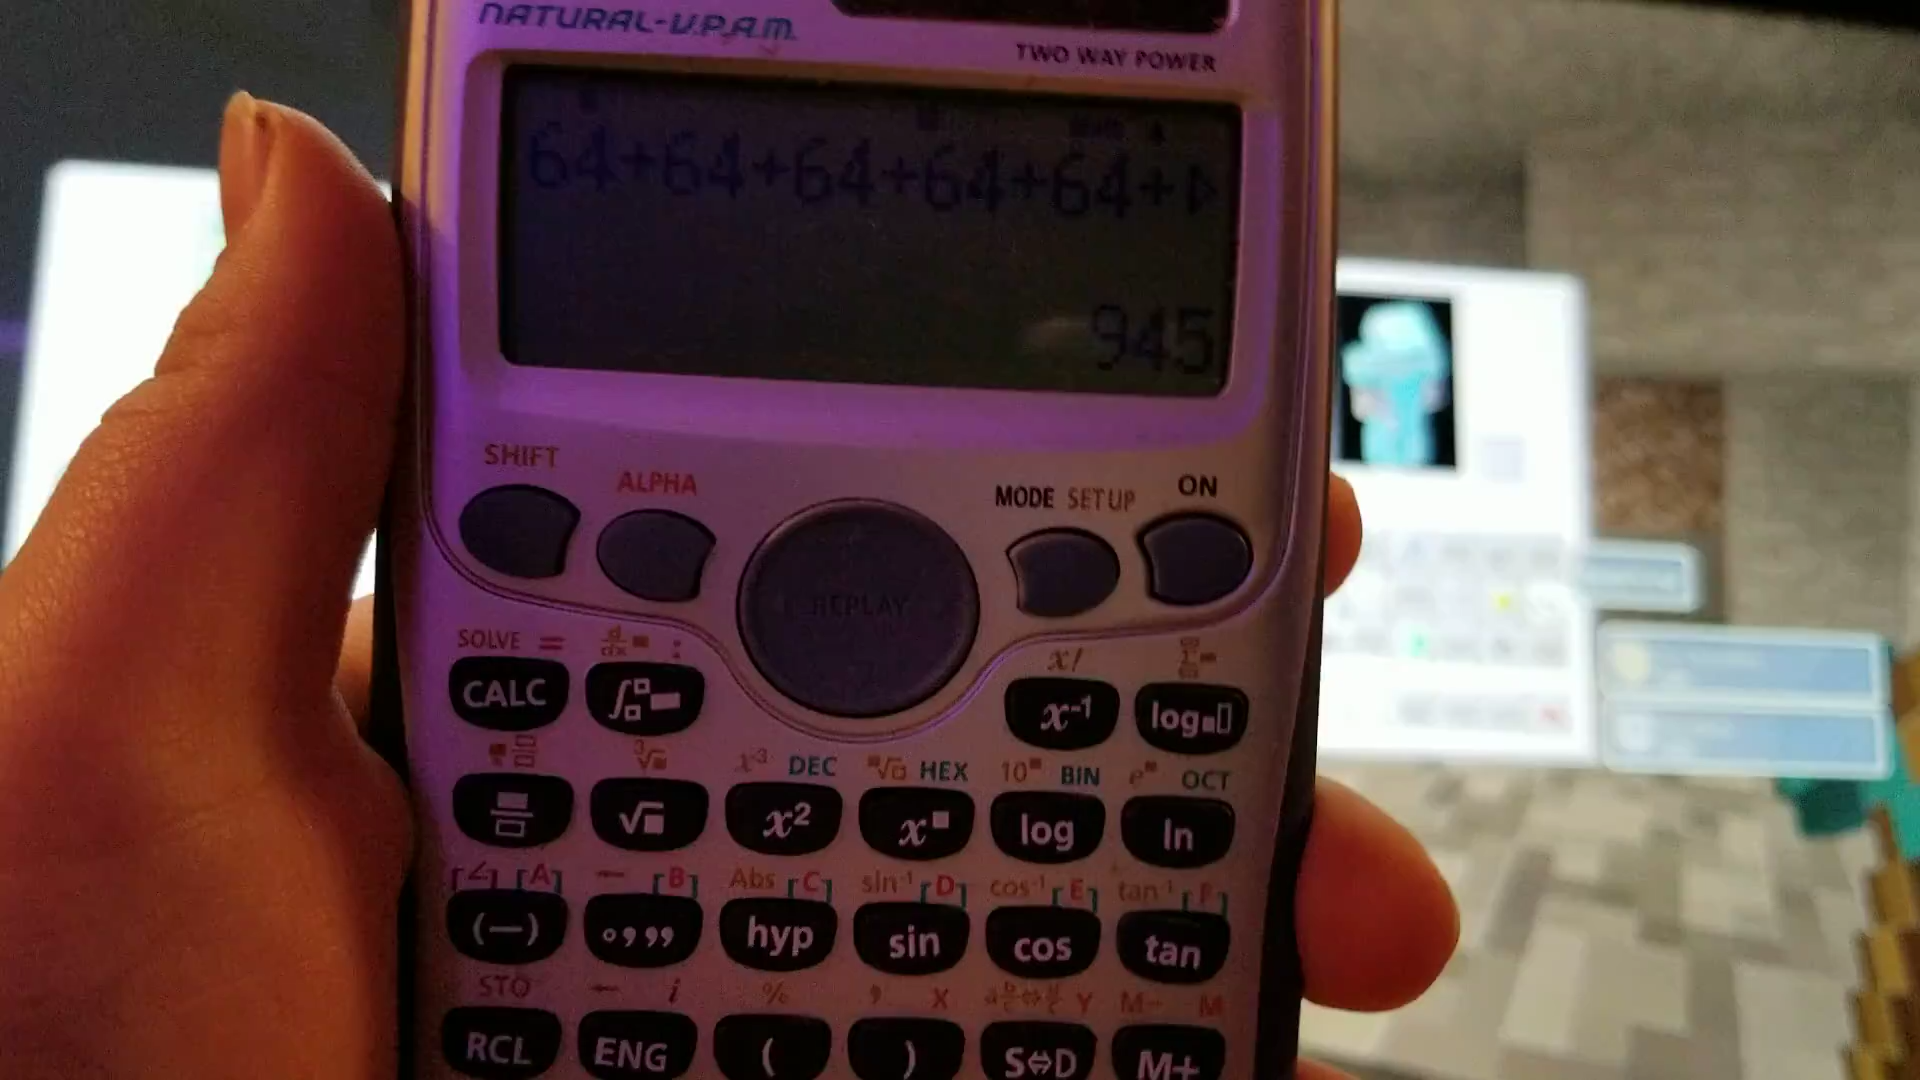 NATURAL-V.P.A.M.
TWO WAY POWER
64+64+64+64+64+
945
SHIFT
ALPHA
MODE SETUP
ON
REPLAY
SOLVE =
d/dx :
x!
CALC
x⁻¹
log
x³ DEC
HEX
10 BIN
e OCT
x²
x
log
ln
∠ A
← B
Abs C
sin⁻¹ D
cos⁻¹ E
tan⁻¹ F
(−)
hyp
sin
cos
tan
STO
← i
%
, X
Y
M− M
RCL
ENG
(
)
S⇔D
M+